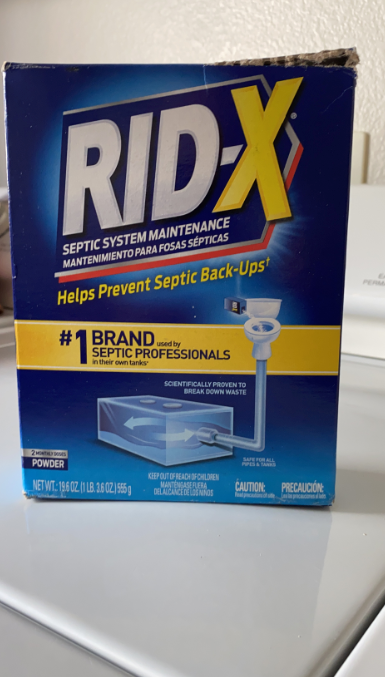 RID-X®
SEPTIC SYSTEM MAINTENANCE
MANTENIMIENTO PARA FOSAS SÉPTICAS
Helps Prevent Septic Back-Ups†
#1 BRAND used by
SEPTIC PROFESSIONALS
in their own tanks*
SCIENTIFICALLY PROVEN TO
BREAK DOWN WASTE
2 MONTHLY DOSES
POWDER
SAFE FOR ALL
PIPES & TANKS
NET WT.: 19.6 OZ. (1 LB. 3.6 OZ.) 555 g
KEEP OUT OF REACH OF CHILDREN
MANTÉNGASE FUERA
DEL ALCANCE DE LOS NIÑOS
CAUTION:
PRECAUCIÓN: